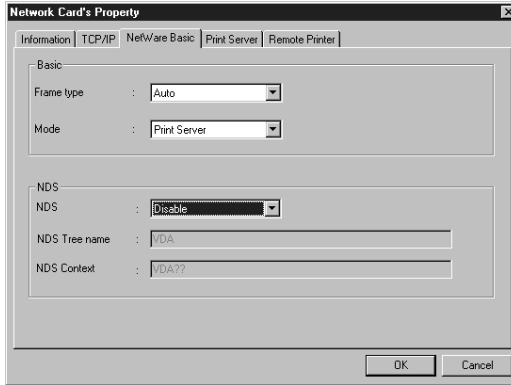 Network Card's Property
Information TCP/IP NetWare Basic Print Server Remote Printer
Basic
Frame type : Auto
Mode : Print Server
NDS
NDS : Disable
NDS Tree name : VDA
NDS Context : VDA??
OK Cancel